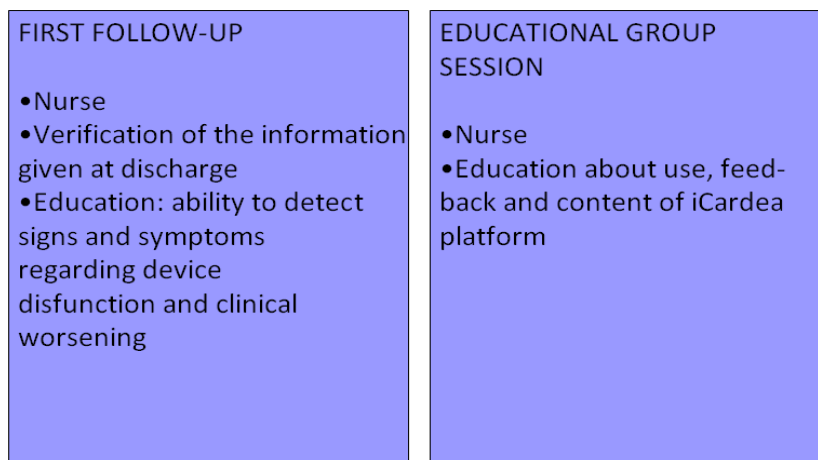 FIRST FOLLOW-UP
•Nurse
•Verification of the information
given at discharge
•Education: ability to detect
signs and symptoms
regarding device
disfunction and clinical
worsening
EDUCATIONAL GROUP
SESSION
•Nurse
•Education about use, feed-
back and content of iCardea
platform